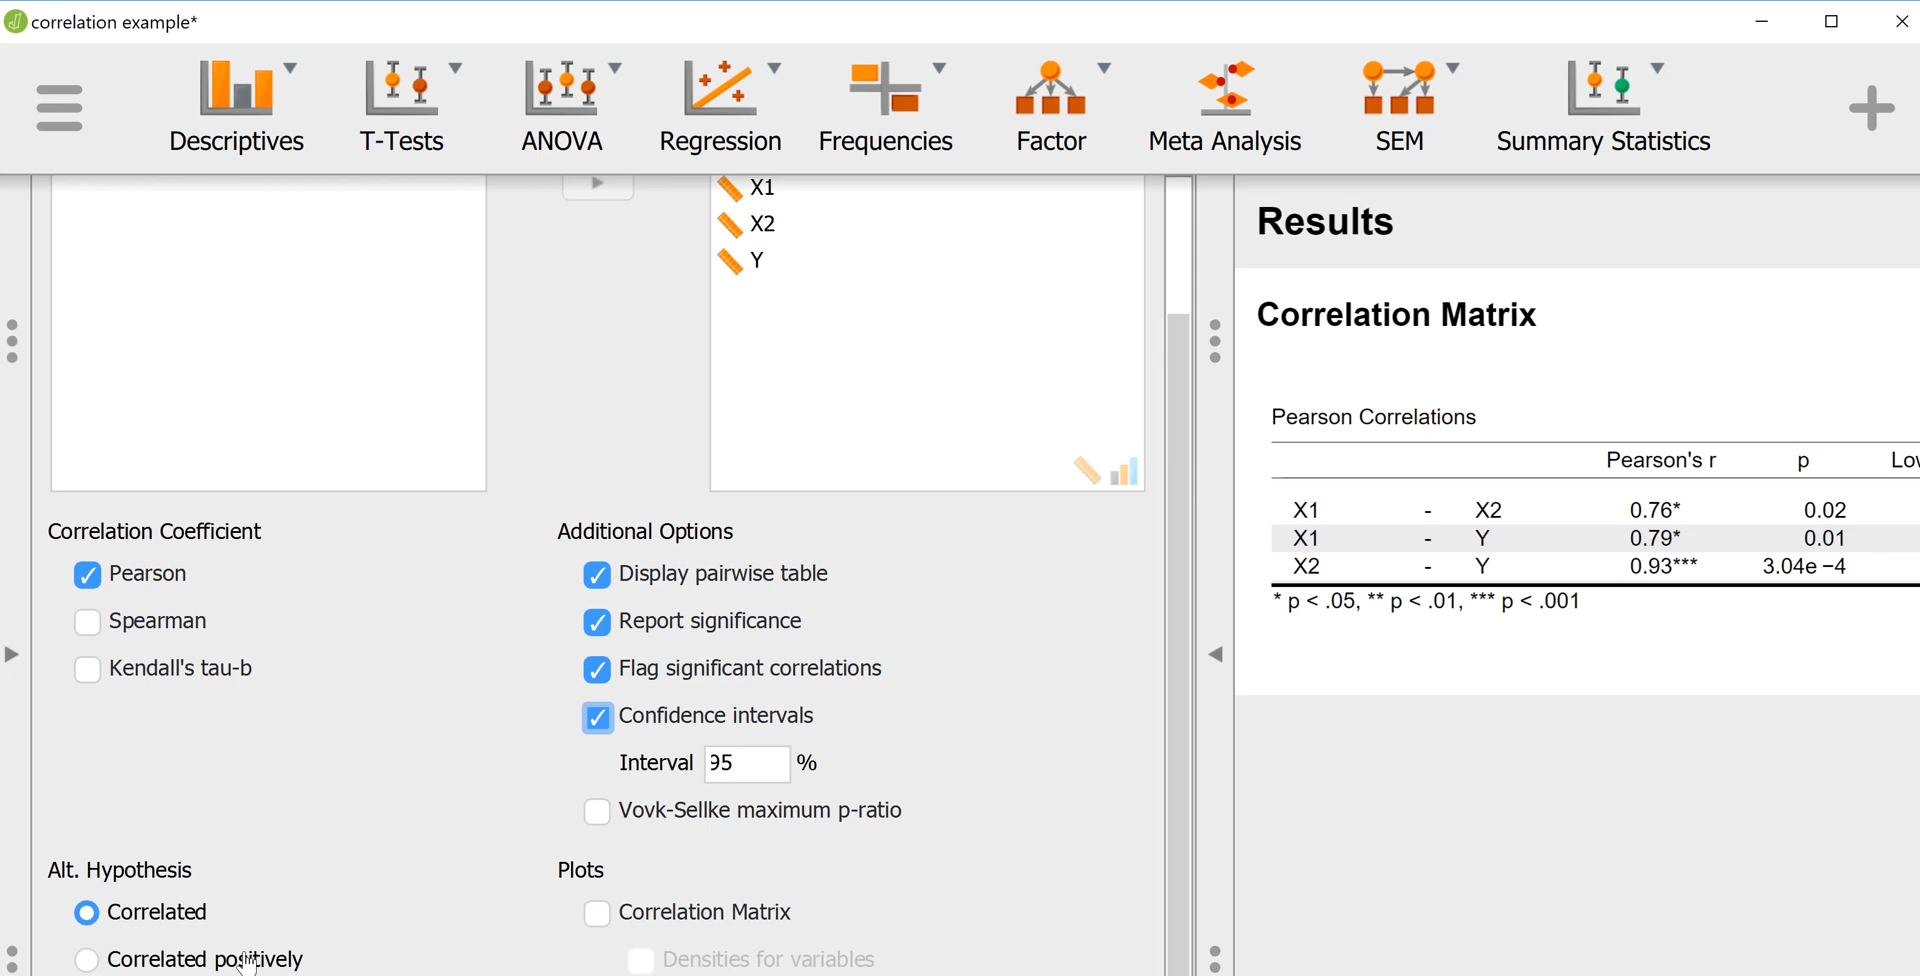 correlation example*
Descriptives T-Tests ANOVA Regression Frequencies Factor Meta Analysis SEM Summary Statistics
X1
X2
Y
Correlation Coefficient
Pearson
Spearman
Kendall's tau-b
Additional Options
Display pairwise table
Report significance
Flag significant correlations
Confidence intervals
Interval 95 %
Vovk-Sellke maximum p-ratio
Alt. Hypothesis
Correlated
Correlated positively
Plots
Correlation Matrix
Densities for variables
Results
Correlation Matrix
Pearson Correlations
Pearson's r p Low
X1 - X2 0.76* 0.02
X1 - Y 0.79* 0.01
X2 - Y 0.93*** 3.04e −4
* p < .05, ** p < .01, *** p < .001